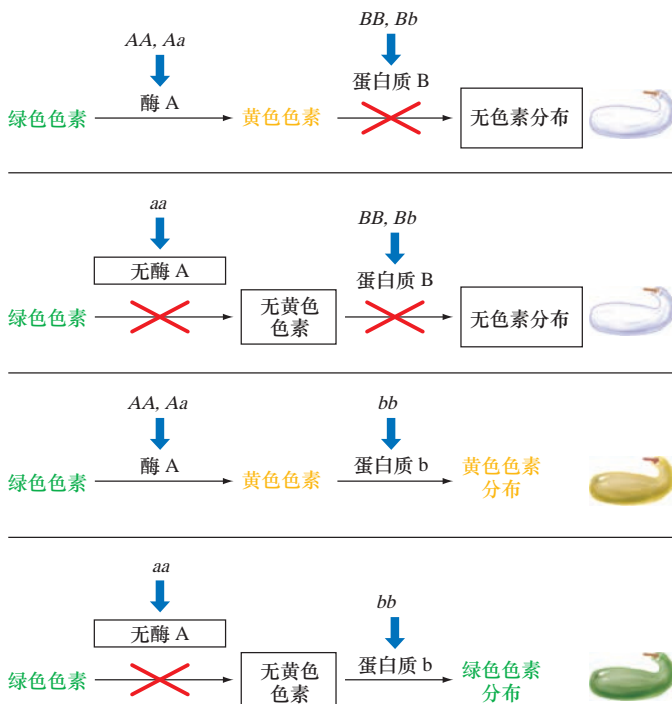 AA, Aa
BB, Bb
酶 A
蛋白质 B
绿色色素
黄色色素
无色素分布
aa
BB, Bb
无酶 A
蛋白质 B
绿色色素
无黄色
色素
无色素分布
AA, Aa
bb
酶 A
蛋白质 b
绿色色素
黄色色素
黄色色素
分布
aa
bb
无酶 A
蛋白质 b
绿色色素
无黄色
色素
绿色色素
分布